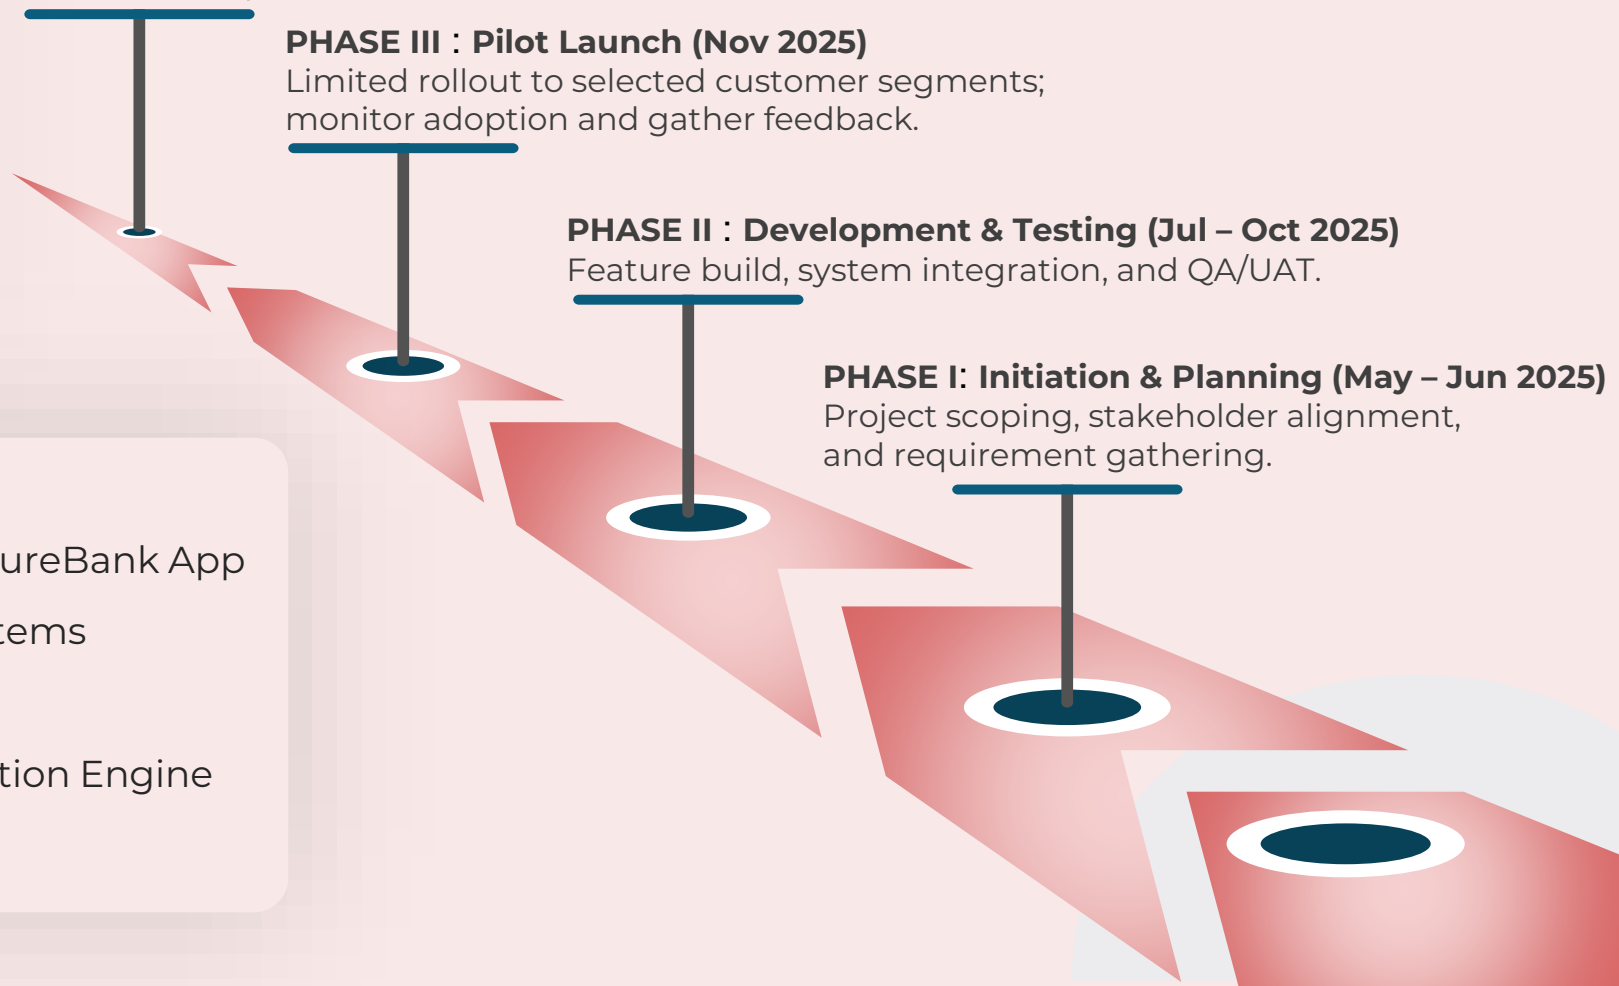 PHASE III : Pilot Launch (Nov 2025)
Limited rollout to selected customer segments;
monitor adoption and gather feedback.
PHASE II : Development & Testing (Jul – Oct 2025)
Feature build, system integration, and QA/UAT.
PHASE I: Initiation & Planning (May – Jun 2025)
Project scoping, stakeholder alignment,
and requirement gathering.
ureBank App
tems
tion Engine